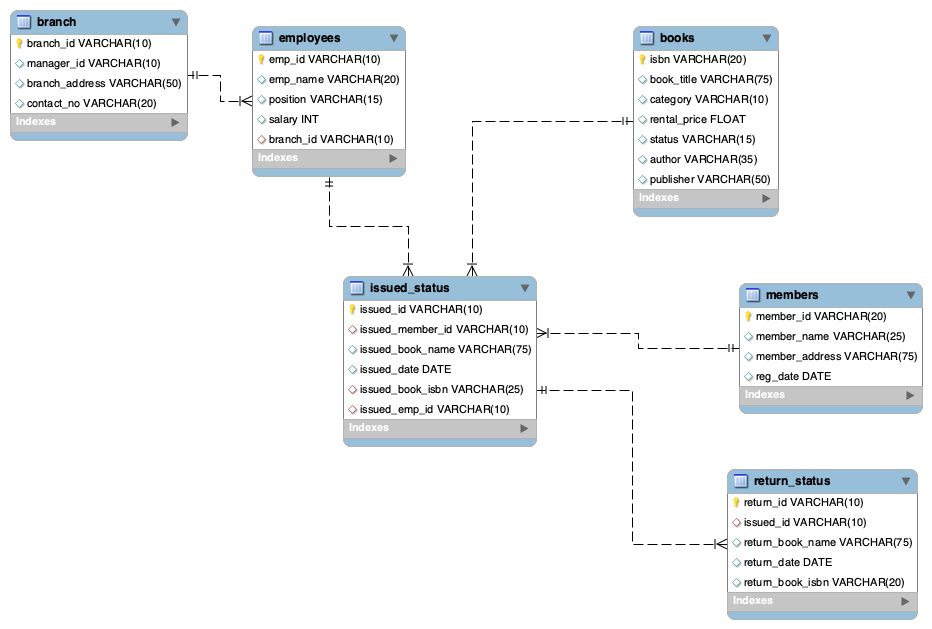 branch
branch_id VARCHAR(10)
manager_id VARCHAR(10)
branch_address VARCHAR(50)
contact_no VARCHAR(20)
Indexes
employees
emp_id VARCHAR(10)
emp_name VARCHAR(20)
position VARCHAR(15)
salary INT
branch_id VARCHAR(10)
Indexes
books
isbn VARCHAR(20)
book_title VARCHAR(75)
category VARCHAR(10)
rental_price FLOAT
status VARCHAR(15)
author VARCHAR(35)
publisher VARCHAR(50)
Indexes
issued_status
issued_id VARCHAR(10)
issued_member_id VARCHAR(10)
issued_book_name VARCHAR(75)
issued_date DATE
issued_book_isbn VARCHAR(25)
issued_emp_id VARCHAR(10)
Indexes
members
member_id VARCHAR(20)
member_name VARCHAR(25)
member_address VARCHAR(75)
reg_date DATE
Indexes
return_status
return_id VARCHAR(10)
issued_id VARCHAR(10)
return_book_name VARCHAR(75)
return_date DATE
return_book_isbn VARCHAR(20)
Indexes